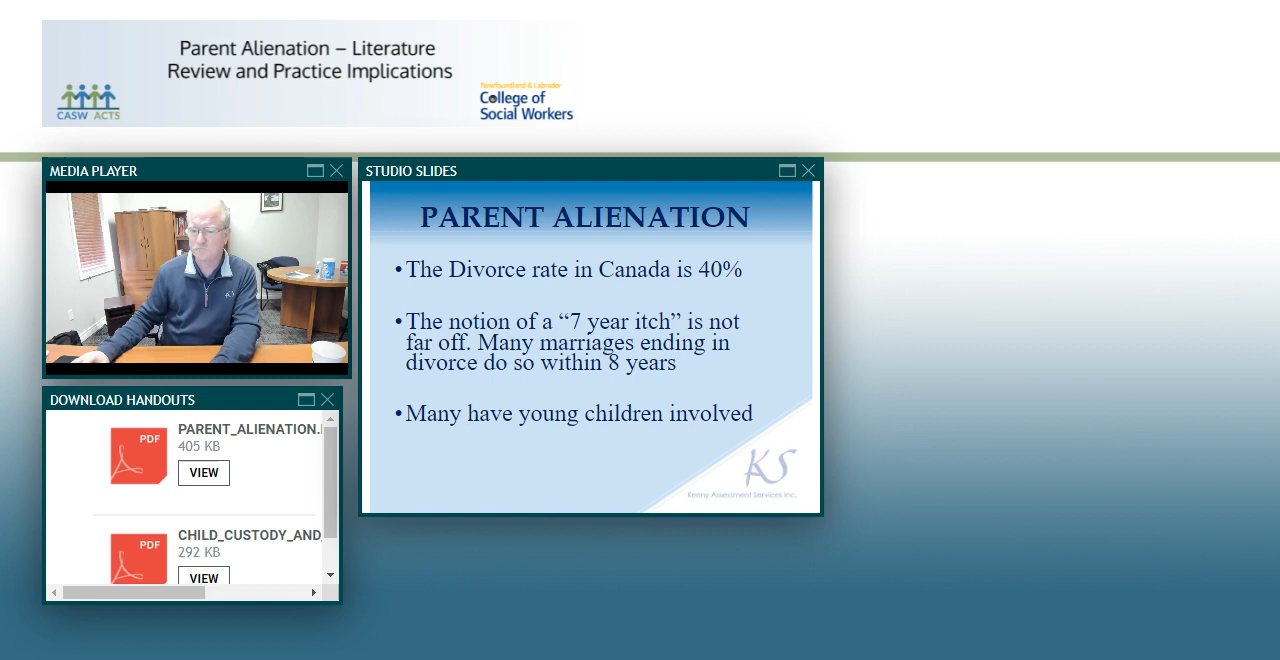 Parent Alienation – Literature
Review and Practice Implications
CASW ACTS
Newfoundland & Labrador
College of
Social Workers
MEDIA PLAYER
KS
STUDIO SLIDES
PARENT ALIENATION
•The Divorce rate in Canada is 40%
•The notion of a “7 year itch” is not
far off. Many marriages ending in
divorce do so within 8 years
•Many have young children involved
KS
Kenny Assessment Services Inc.
DOWNLOAD HANDOUTS
PDF
PARENT_ALIENATION.
405 KB
VIEW
PDF
CHILD_CUSTODY_AND_
292 KB
VIEW